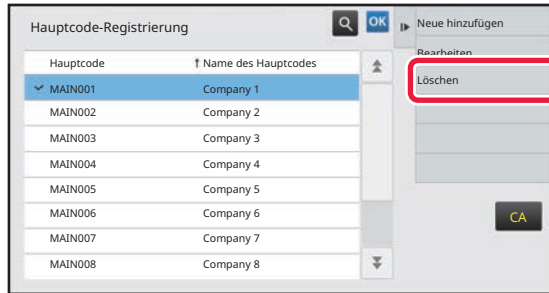 Hauptcode-Registrierung
OK
Neue hinzufügen
Bearbeiten
Löschen
Hauptcode Name des Hauptcodes
MAIN001 Company 1
MAIN002 Company 2
MAIN003 Company 3
MAIN004 Company 4
MAIN005 Company 5
MAIN006 Company 6
MAIN007 Company 7
MAIN008 Company 8
CA